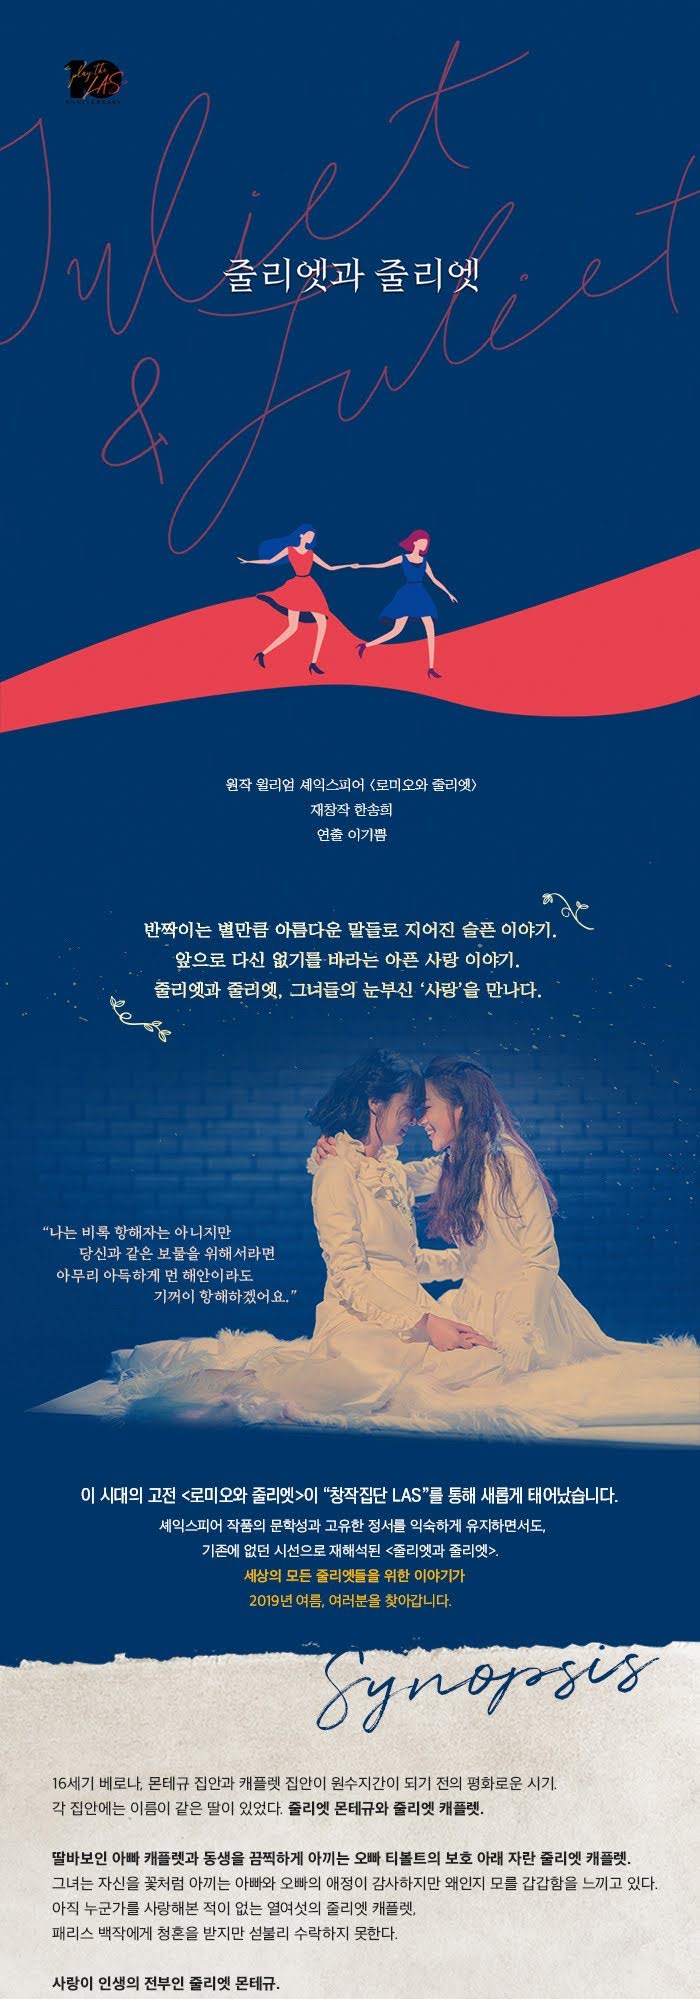 play the
LAS
10
ANNIVERSARY
Juliet
줄리엣과 줄리엣
& Juliet
원작 윌리엄 셰익스피어 <로미오와 줄리엣>
재창작 한송희
연출 이기쁨
반짝이는 별만큼 아름다운 말들로 지어진 슬픈 이야기.
앞으로 다신 없기를 바라는 아픈 사랑 이야기.
줄리엣과 줄리엣, 그녀들의 눈부신 ‘사랑’을 만나다.
“나는 비록 항해자는 아니지만
당신과 같은 보물을 위해서라면
아무리 아득하게 먼 해안이라도
기꺼이 항해하겠어요.”
이 시대의 고전 <로미오와 줄리엣>이 “창작집단 LAS”를 통해 새롭게 태어났습니다.
셰익스피어 작품의 문학성과 고유한 정서를 익숙하게 유지하면서도,
기존에 없던 시선으로 재해석된 <줄리엣과 줄리엣>.
세상의 모든 줄리엣들을 위한 이야기가
2019년 여름, 여러분을 찾아갑니다.
Synopsis
16세기 베로나, 몬테규 집안과 캐플렛 집안이 원수지간이 되기 전의 평화로운 시기.
각 집안에는 이름이 같은 딸이 있었다. 줄리엣 몬테규와 줄리엣 캐플렛.
딸바보인 아빠 캐플렛과 동생을 끔찍하게 아끼는 오빠 티볼트의 보호 아래 자란 줄리엣 캐플렛.
그녀는 자신을 꽃처럼 아끼는 아빠와 오빠의 애정이 감사하지만 왜인지 모를 갑갑함을 느끼고 있다.
아직 누군가를 사랑해본 적이 없는 열여섯의 줄리엣 캐플렛,
패리스 백작에게 청혼을 받지만 섣불리 수락하지 못한다.
사랑이 인생의 전부인 줄리엣 몬테규.